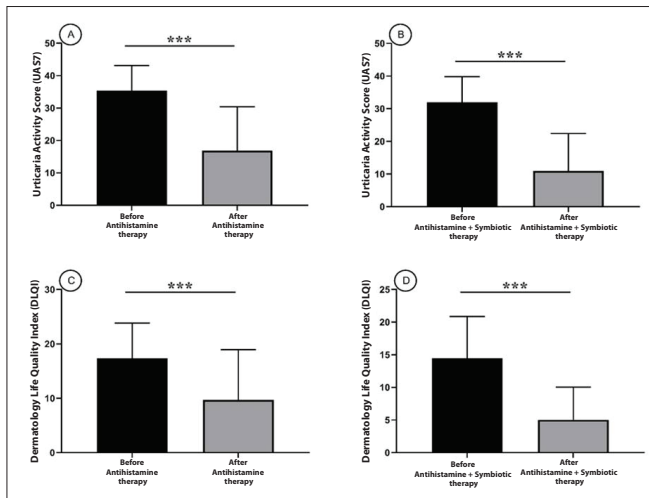 A
***
Urticaria Activity Score (UAS7)
50
40
30
20
10
0
Before
Antihistamine
therapy
After
Antihistamine
therapy
B
***
Urticaria Activity Score (UAS7)
50
40
30
20
10
0
Before
Antihistamine + Symbiotic
therapy
After
Antihistamine + Symbiotic
therapy
C
***
Dermatology Life Quality Index (DLQI)
30
20
10
0
Before
Antihistamine
therapy
After
Antihistamine
therapy
D
***
Dermatology Life Quality Index (DLQI)
25
20
15
10
5
0
Before
Antihistamine + Symbiotic
therapy
After
Antihistamine + Symbiotic
therapy